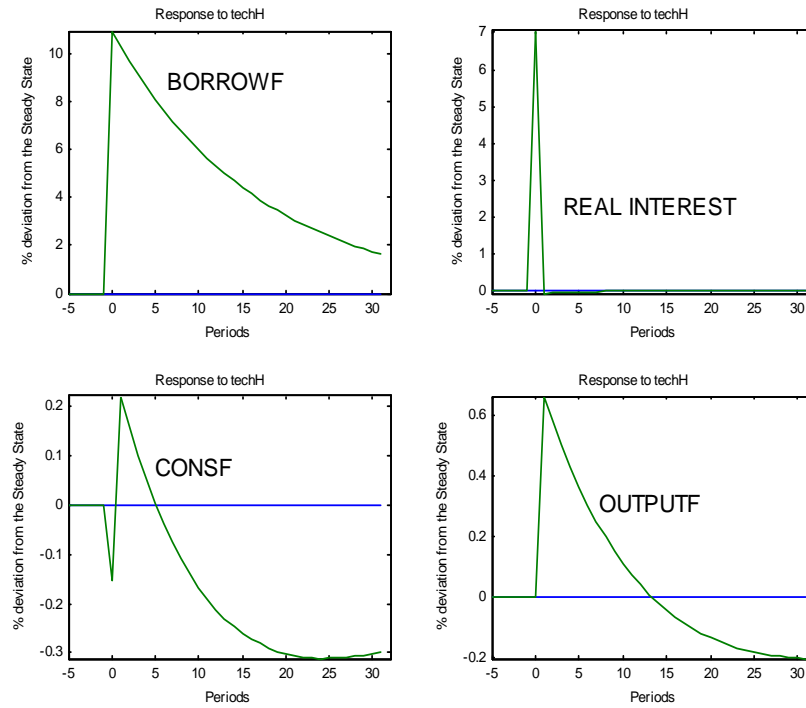 Response to techH
10
8
6
4
2
0
-5 0 5 10 15 20 25 30
Periods
% deviation from the Steady State
BORROWF
Response to techH
7
6
5
4
3
2
1
0
-5 0 5 10 15 20 25 30
Periods
% deviation from the Steady State
REAL INTEREST
Response to techH
0.2
0.1
0
-0.1
-0.2
-0.3
-5 0 5 10 15 20 25 30
Periods
% deviation from the Steady State
CONSF
Response to techH
0.6
0.4
0.2
0
-0.2
-5 0 5 10 15 20 25 30
Periods
% deviation from the Steady State
OUTPUTF